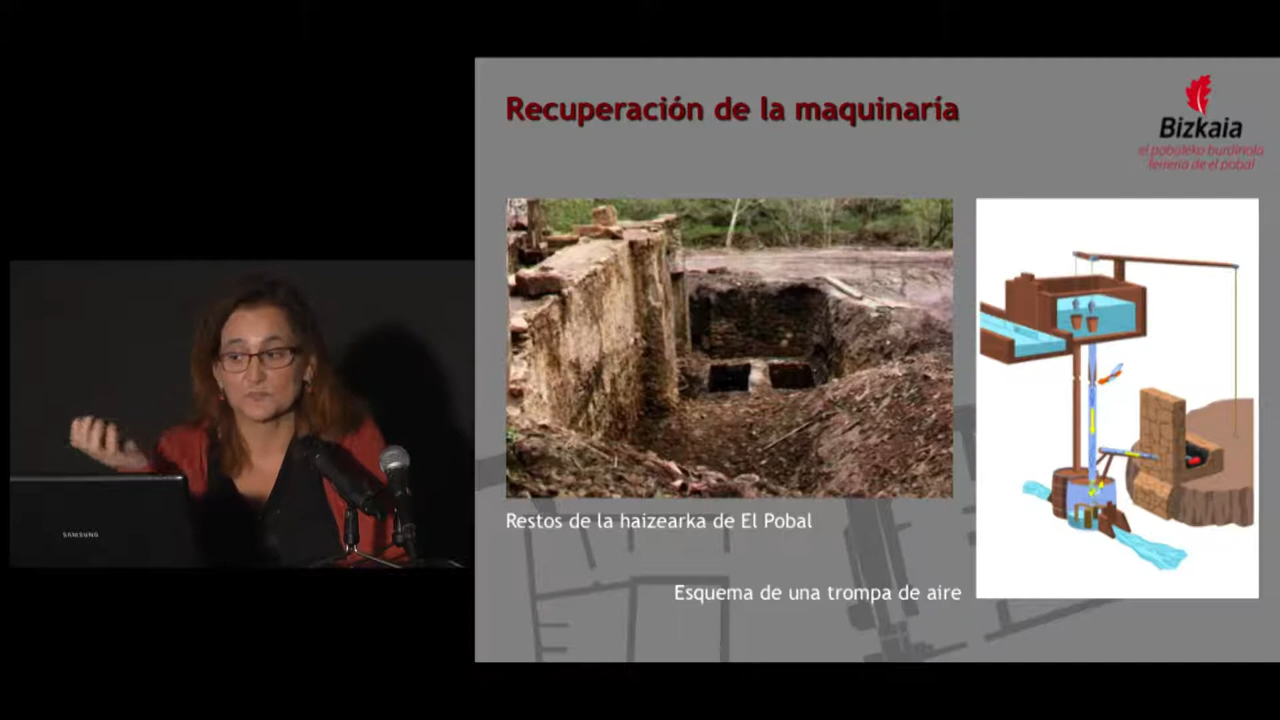 Recuperación de la maquinaría
Bizkaia
el pobaleko burdinola
ferrería de el pobal
Restos de la haizearka de El Pobal
Esquema de una trompa de aire
SAMSUNG